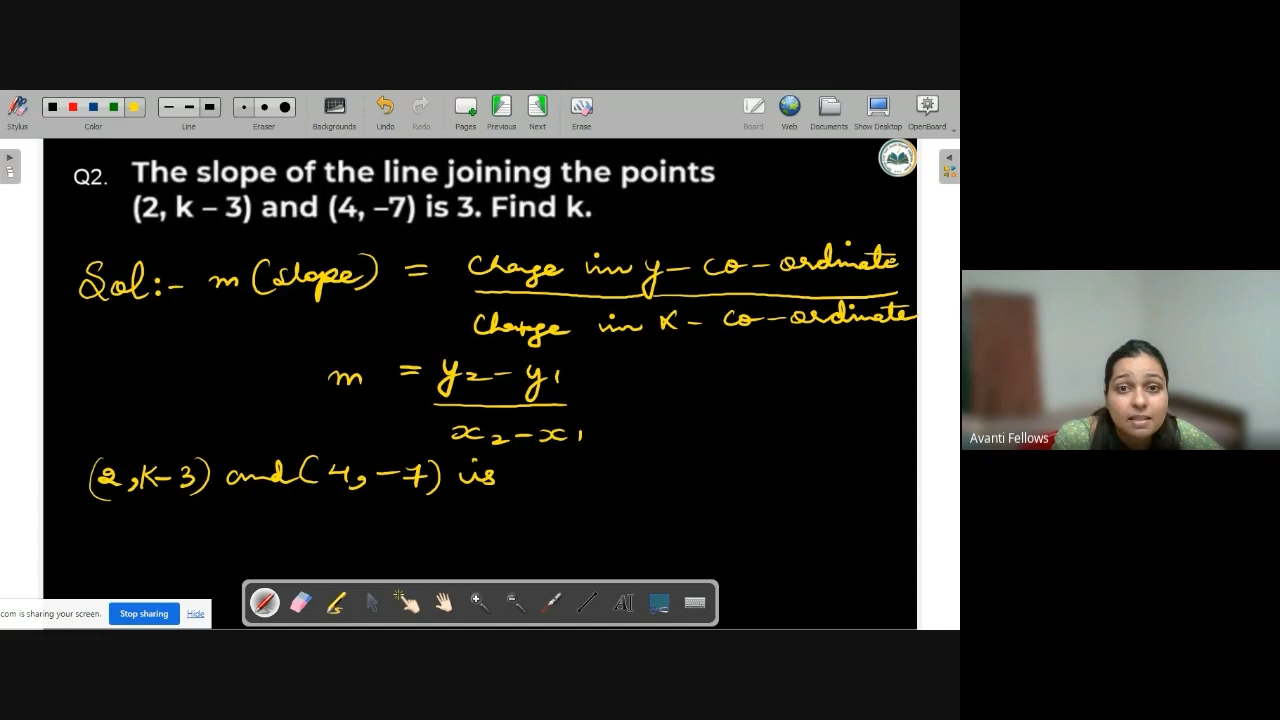 Stylus Color Line Eraser Backgrounds Undo Redo Pages Previous Next Erase Board Web Documents Show Desktop OpenBoard
Q2. The slope of the line joining the points
(2, k – 3) and (4, –7) is 3. Find k.
Sol:- m (slope) = change in y - co-ordinate
change in x - co-ordinate
m = y2 - y1
x2 - x1
(2, k-3) and (4, -7) is
Avanti Fellows
com is sharing your screen. Stop sharing Hide